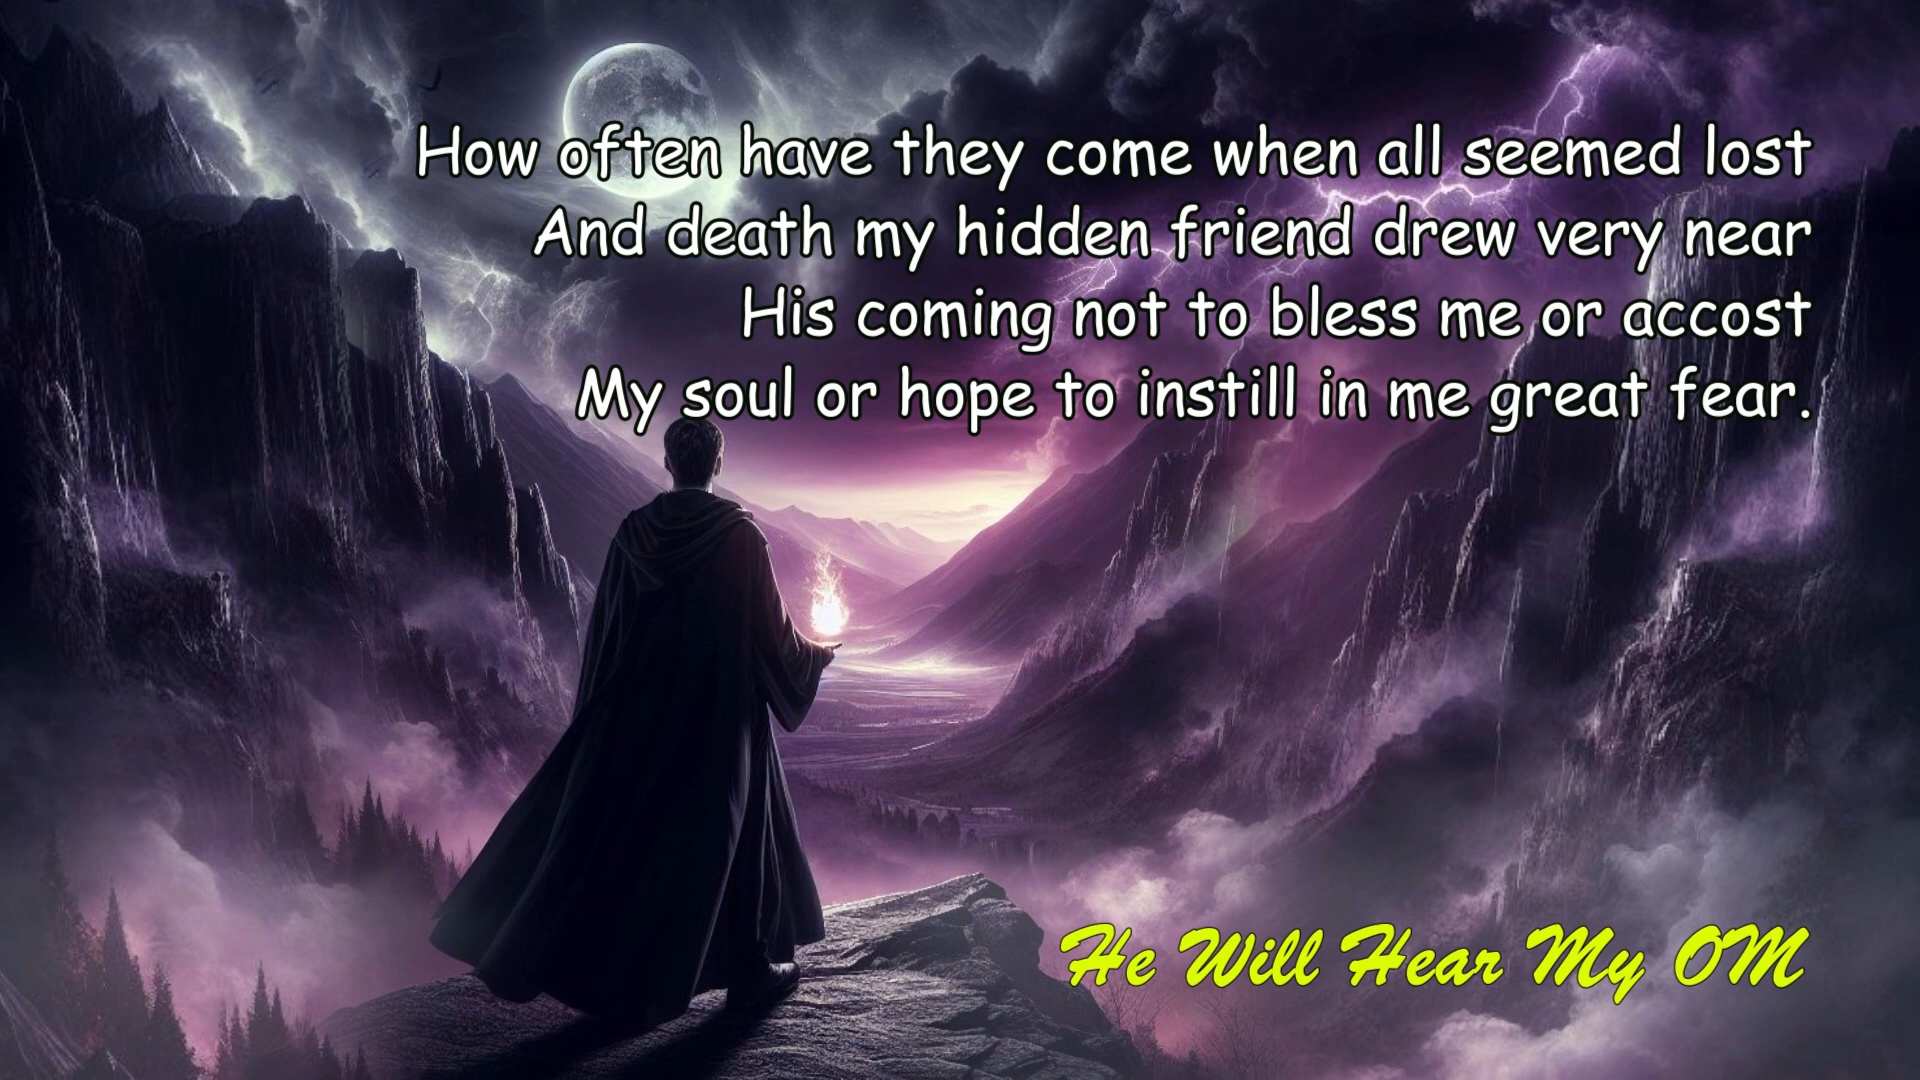 How often have they come when all seemed lost
And death my hidden friend drew very near
His coming not to bless me or accost
My soul or hope to instill in me great fear.
He Will Hear My OM